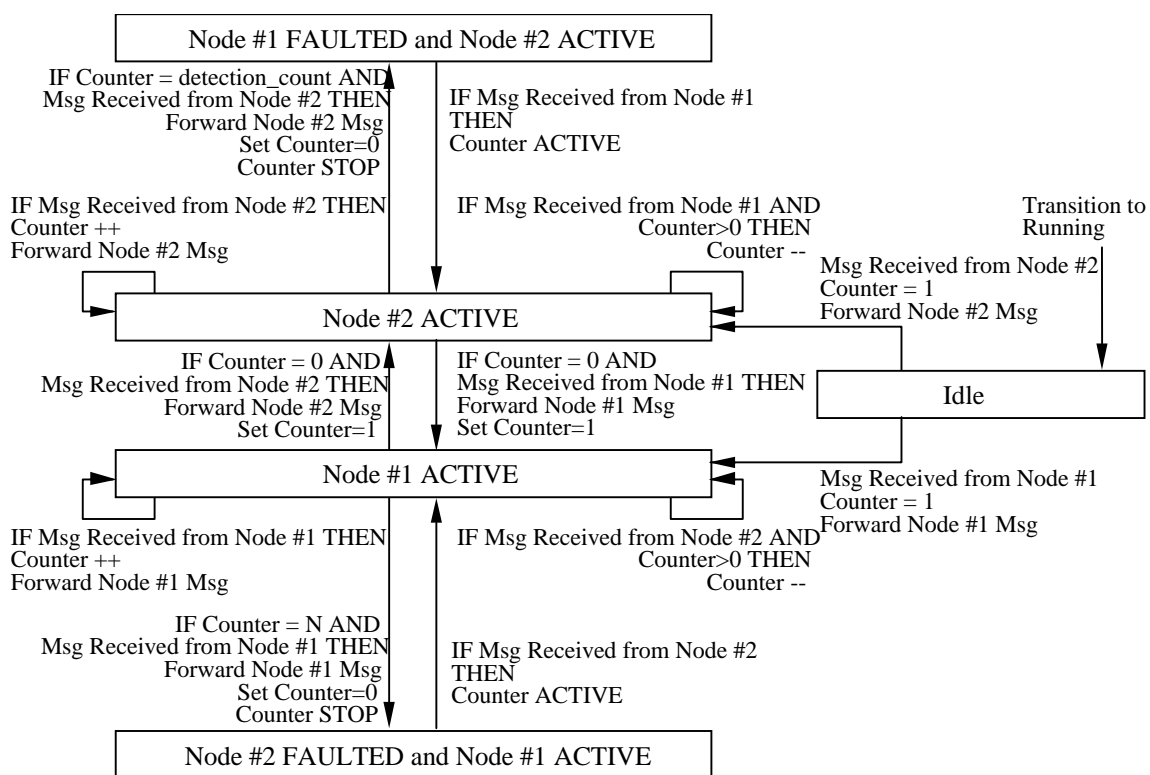 Node #1 FAULTED and Node #2 ACTIVE
IF Counter = detection_count AND
Msg Received from Node #2 THEN
Forward Node #2 Msg
Set Counter=0
Counter STOP
IF Msg Received from Node #1
THEN
Counter ACTIVE
IF Msg Received from Node #2 THEN
Counter ++
Forward Node #2 Msg
IF Msg Received from Node #1 AND
Counter>0 THEN
Counter --
Transition to
Running
Msg Received from Node #2
Counter = 1
Forward Node #2 Msg
Node #2 ACTIVE
IF Counter = 0 AND
Msg Received from Node #2 THEN
Forward Node #2 Msg
Set Counter=1
IF Counter = 0 AND
Msg Received from Node #1 THEN
Forward Node #1 Msg
Set Counter=1
Idle
Node #1 ACTIVE
Msg Received from Node #1
Counter = 1
Forward Node #1 Msg
IF Msg Received from Node #1 THEN
Counter ++
Forward Node #1 Msg
IF Msg Received from Node #2 AND
Counter>0 THEN
Counter --
IF Counter = N AND
Msg Received from Node #1 THEN
Forward Node #1 Msg
Set Counter=0
Counter STOP
IF Msg Received from Node #2
THEN
Counter ACTIVE
Node #2 FAULTED and Node #1 ACTIVE